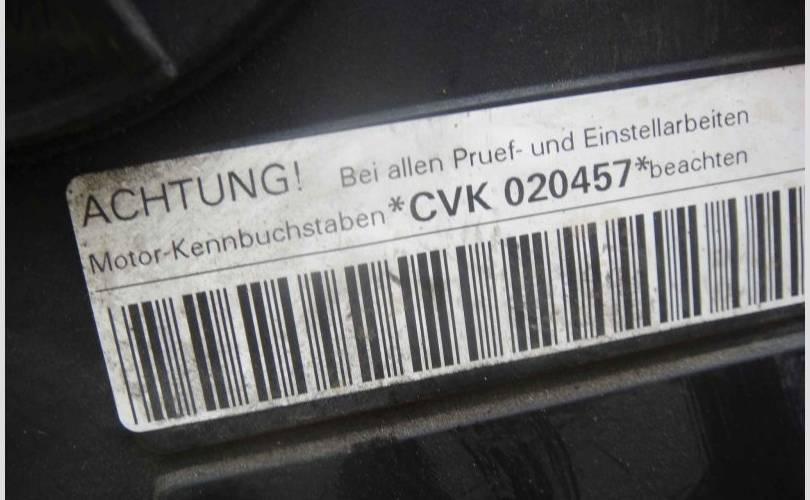 ACHTUNG! Bei allen Pruef- und Einstellarbeiten
Motor-Kennbuchstaben *CVK 020457* beachten